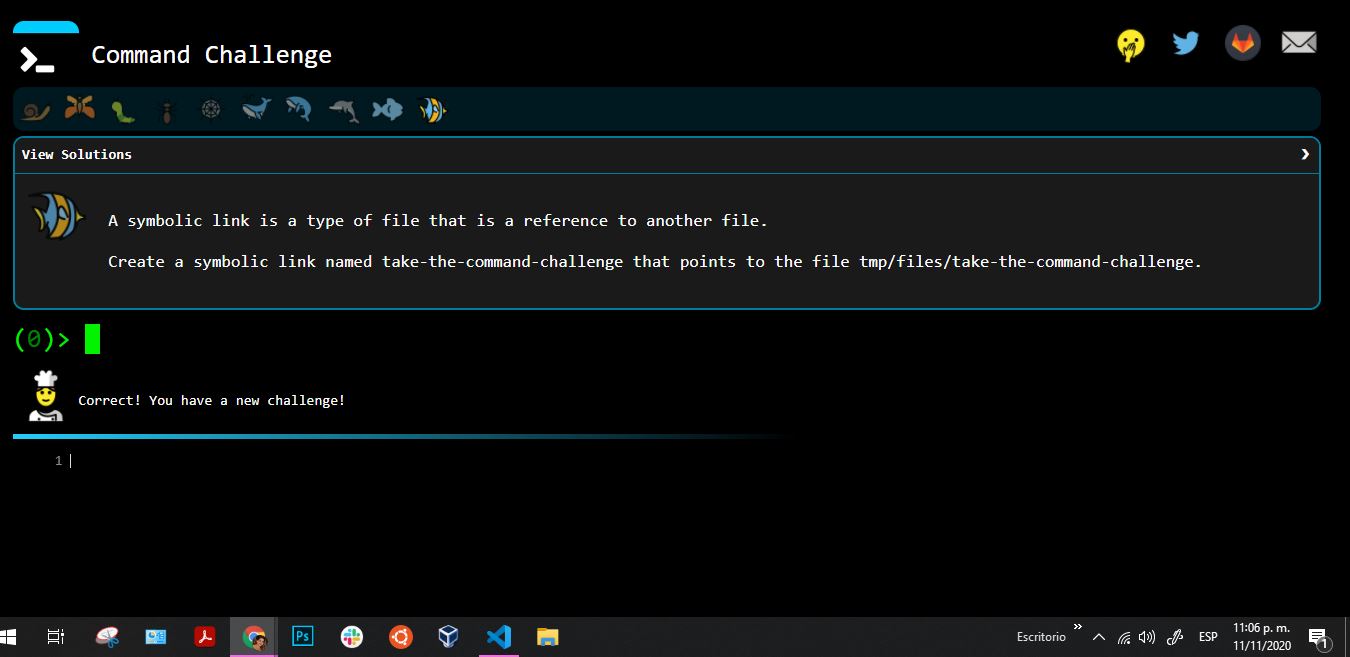 Command Challenge
View Solutions
A symbolic link is a type of file that is a reference to another file.
Create a symbolic link named take-the-command-challenge that points to the file tmp/files/take-the-command-challenge.
(0)>
Correct! You have a new challenge!
1
Ps
Escritorio
ESP
11:06 p. m.
11/11/2020
1